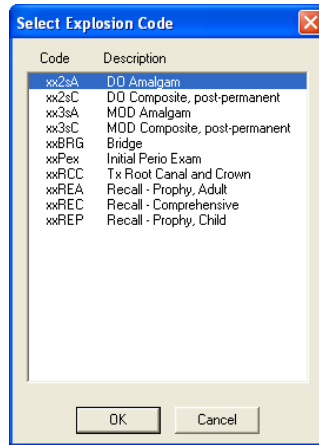 Select Explosion Code
Code Description
xx2sA DO Amalgam
xx2sC DO Composite, post-permanent
xx3sA MOD Amalgam
xx3sC MOD Composite, post-permanent
xxBRG Bridge
xxPex Initial Perio Exam
xxRCC Tx Root Canal and Crown
xxREA Recall - Prophy, Adult
xxREC Recall - Comprehensive
xxREP Recall - Prophy, Child
OK Cancel